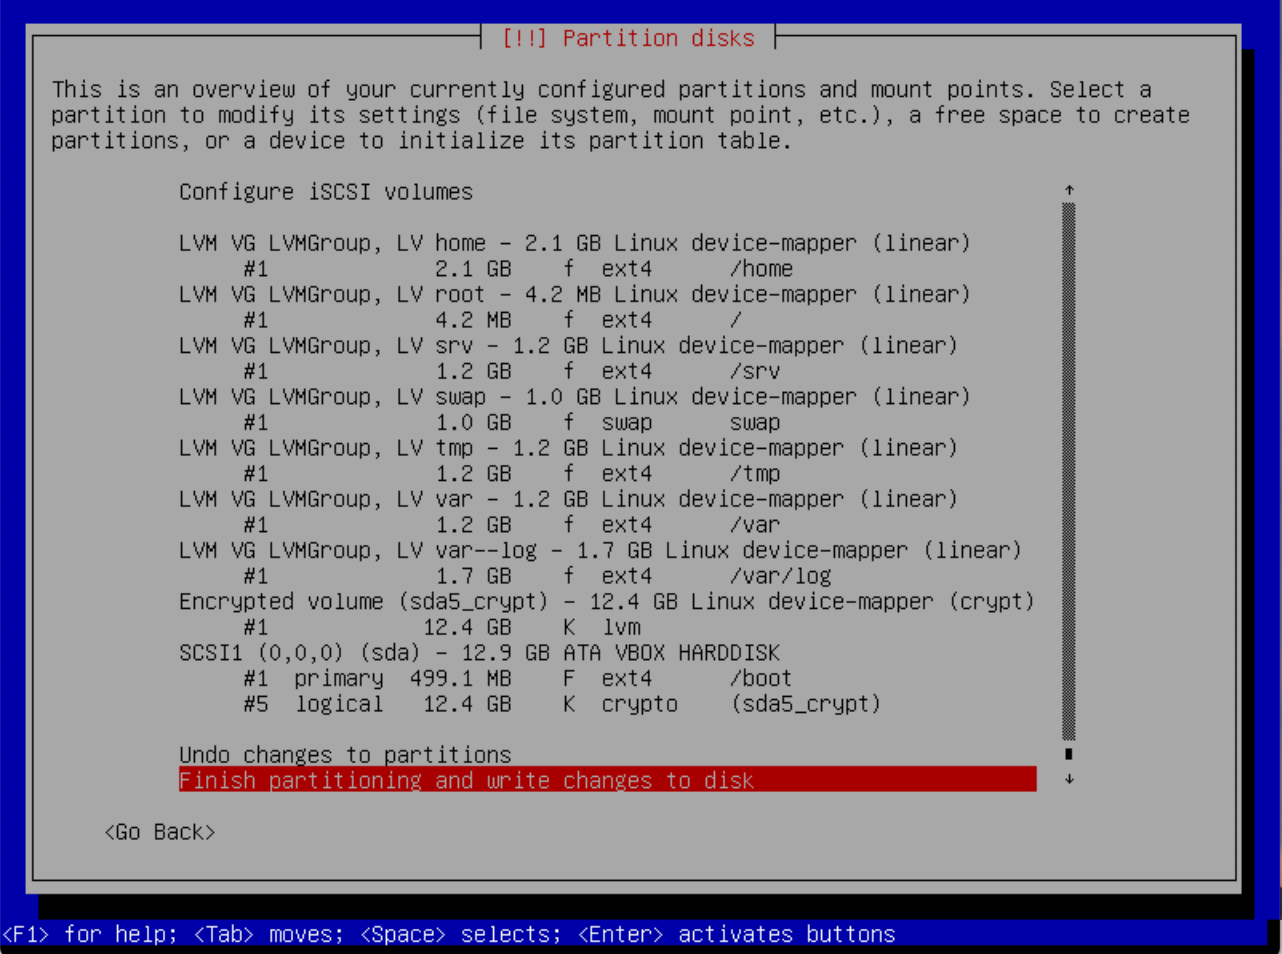 [!!] Partition disks
This is an overview of your currently configured partitions and mount points. Select a
partition to modify its settings (file system, mount point, etc.), a free space to create
partitions, or a device to initialize its partition table.
Configure iSCSI volumes
LVM VG LVMGroup, LV home - 2.1 GB Linux device-mapper (linear)
#1 2.1 GB f ext4 /home
LVM VG LVMGroup, LV root - 4.2 MB Linux device-mapper (linear)
#1 4.2 MB f ext4 /
LVM VG LVMGroup, LV srv - 1.2 GB Linux device-mapper (linear)
#1 1.2 GB f ext4 /srv
LVM VG LVMGroup, LV swap - 1.0 GB Linux device-mapper (linear)
#1 1.0 GB f swap swap
LVM VG LVMGroup, LV tmp - 1.2 GB Linux device-mapper (linear)
#1 1.2 GB f ext4 /tmp
LVM VG LVMGroup, LV var - 1.2 GB Linux device-mapper (linear)
#1 1.2 GB f ext4 /var
LVM VG LVMGroup, LV var--log - 1.7 GB Linux device-mapper (linear)
#1 1.7 GB f ext4 /var/log
Encrypted volume (sda5_crypt) - 12.4 GB Linux device-mapper (crypt)
#1 12.4 GB K lvm
SCSI1 (0,0,0) (sda) - 12.9 GB ATA VBOX HARDDISK
#1 primary 499.1 MB F ext4 /boot
#5 logical 12.4 GB K crypto (sda5_crypt)
Undo changes to partitions
Finish partitioning and write changes to disk
<Go Back>
<F1> for help; <Tab> moves; <Space> selects; <Enter> activates buttons